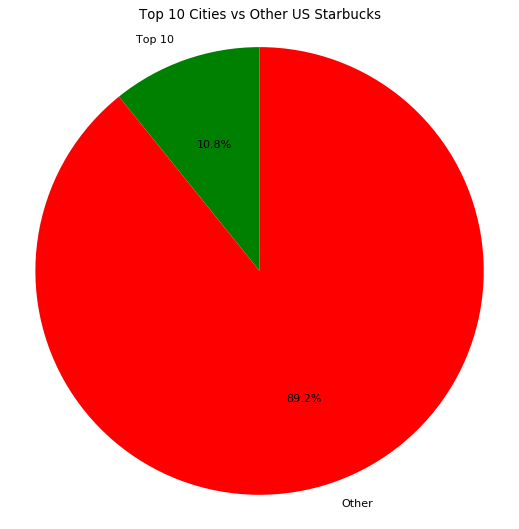 Top 10 Cities vs Other US Starbucks
Top 10
10.8%
89.2%
Other